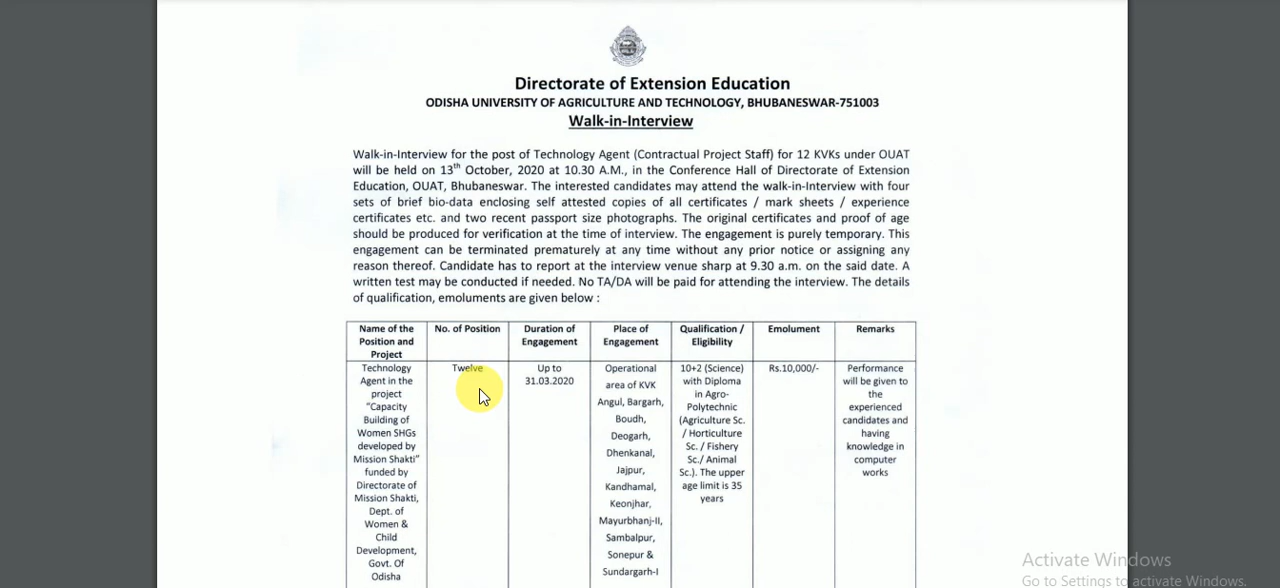 Directorate of Extension Education
ODISHA UNIVERSITY OF AGRICULTURE AND TECHNOLOGY, BHUBANESWAR-751003
Walk-in-Interview
Walk-in-Interview for the post of Technology Agent (Contractual Project Staff) for 12 KVKs under OUAT
will be held on 13th October, 2020 at 10.30 A.M., in the Conference Hall of Directorate of Extension
Education, OUAT, Bhubaneswar. The interested candidates may attend the walk-in-Interview with four
sets of brief bio-data enclosing self attested copies of all certificates / mark sheets / experience
certificates etc. and two recent passport size photographs. The original certificates and proof of age
should be produced for verification at the time of interview. The engagement is purely temporary. This
engagement can be terminated prematurely at any time without any prior notice or assigning any
reason thereof. Candidate has to report at the interview venue sharp at 9.30 a.m. on the said date. A
written test may be conducted if needed. No TA/DA will be paid for attending the interview. The details
of qualification, emoluments are given below :
Name of the
Position and
Project
No. of Position
Duration of
Engagement
Place of
Engagement
Qualification /
Eligibility
Emolument
Remarks
Technology
Agent in the
project
"Capacity
Building of
Women SHGs
developed by
Mission Shakti"
funded by
Directorate of
Mission Shakti,
Dept. of
Women &
Child
Development,
Govt. Of
Odisha
Twelve
Up to
31.03.2020
Operational
area of KVK
Angul, Bargarh,
Boudh,
Deogarh,
Dhenkanal,
Jajpur,
Kandhamal,
Keonjhar,
Mayurbhanj-II,
Sambalpur,
Sonepur &
Sundargarh-I
10+2 (Science)
with Diploma
in Agro-
Polytechnic
(Agriculture Sc.
/ Horticulture
Sc. / Fishery
Sc./ Animal
Sc.). The upper
age limit is 35
years
Rs.10,000/-
Performance
will be given to
the
experienced
candidates and
having
knowledge in
computer
works
Activate Windows
Go to Settings to activate Windows.